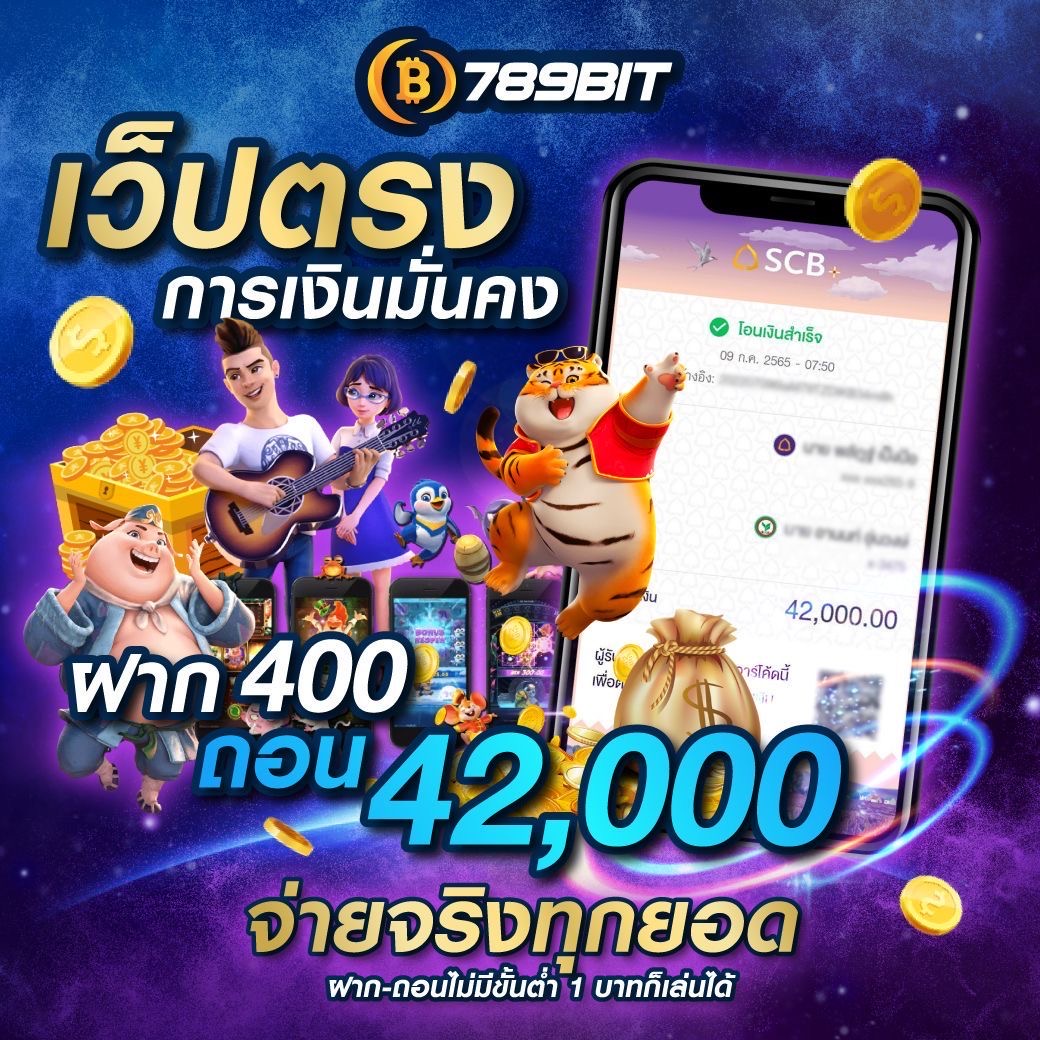 789BIT
เว็ปตรง
การเงินมั่นคง
SCB
โอนเงินสำเร็จ
09 ก.ค. 2565 - 07:50
42,000.00
ฝาก 400
ถอน 42,000
จ่ายจริงทุกยอด
ฝาก-ถอนไม่มีขั้นต่ำ 1 บาทก็เล่นได้